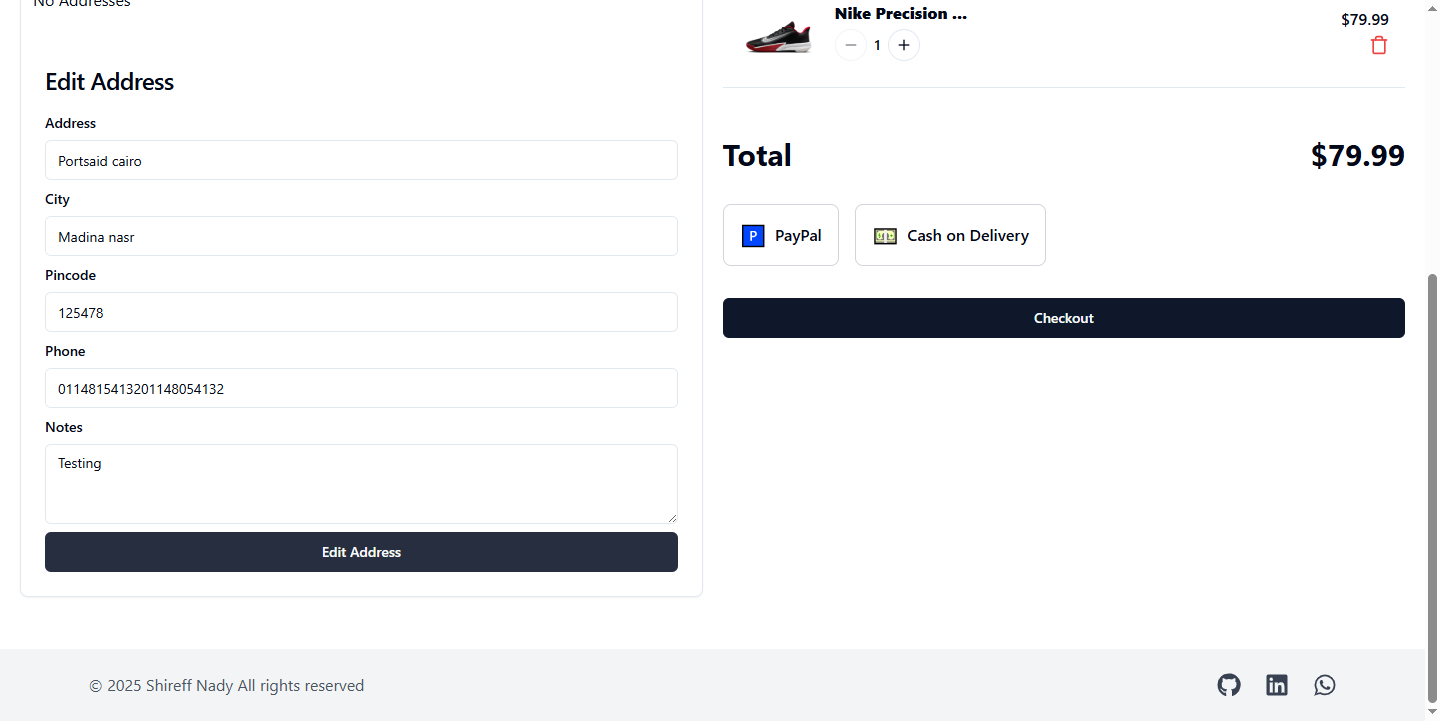 No Addresses
Edit Address
Address
Portsaid cairo
City
Madina nasr
Pincode
125478
Phone
0114815413201148054132
Notes
Testing
Edit Address
Nike Precision ...
$79.99
1
Total
$79.99
P PayPal
Cash on Delivery
Checkout
© 2025 Shireff Nady All rights reserved
in